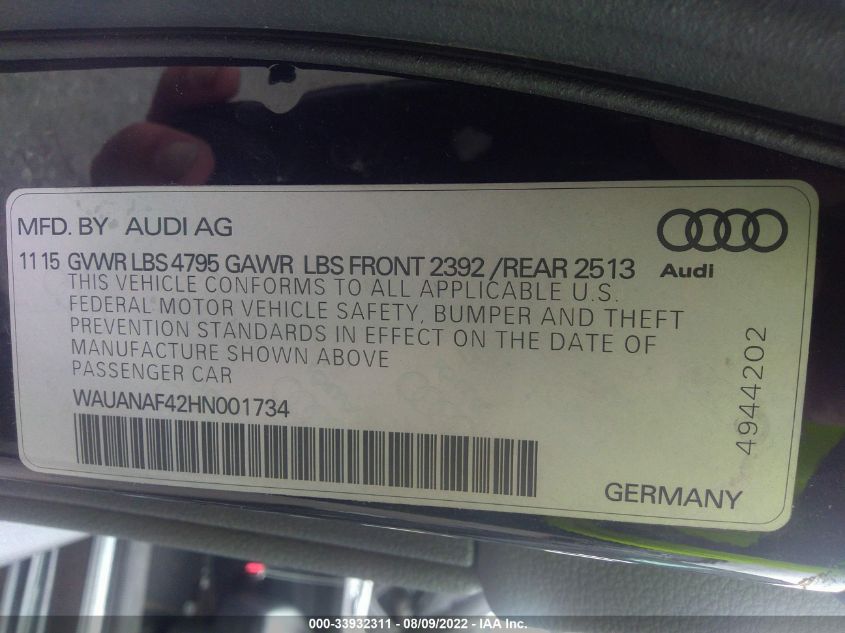 MFD. BY AUDI AG
11 15 GVWR LBS 4795 GAWR LBS FRONT 2392 /REAR 2513
Audi
THIS VEHICLE CONFORMS TO ALL APPLICABLE U.S.
FEDERAL MOTOR VEHICLE SAFETY, BUMPER AND THEFT
PREVENTION STANDARDS IN EFFECT ON THE DATE OF
MANUFACTURE SHOWN ABOVE
PASSENGER CAR
WAUANAF42HN001734
4944202
GERMANY
000-33932311 - 08/09/2022 - IAA Inc.